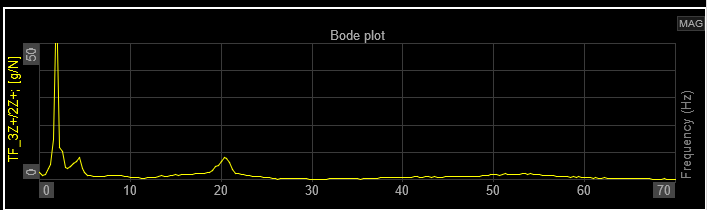 MAG
Bode plot
50
TF_3Z+/2Z+; [g/N]
0
0 10 20 30 40 50 60 70
Frequency (Hz)